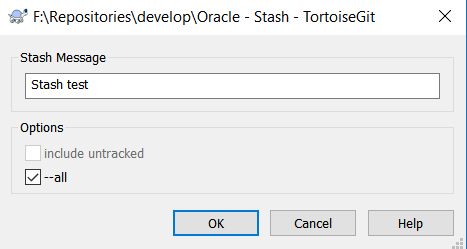 F:\Repositories\develop\Oracle - Stash - TortoiseGit
Stash Message
Stash test
Options
include untracked
--all
OK Cancel Help